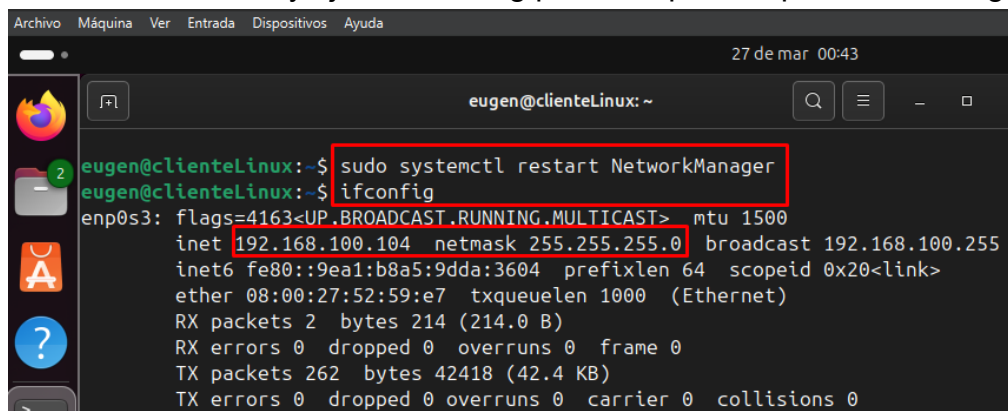 Archivo Máquina Ver Entrada Dispositivos Ayuda
27 de mar 00:43
eugen@clienteLinux: ~
2
eugen@clienteLinux:~$ sudo systemctl restart NetworkManager
eugen@clienteLinux:~$ ifconfig
enp0s3: flags=4163<UP,BROADCAST,RUNNING,MULTICAST> mtu 1500
inet 192.168.100.104 netmask 255.255.255.0 broadcast 192.168.100.255
inet6 fe80::9ea1:b8a5:9dda:3604 prefixlen 64 scopeid 0x20<link>
ether 08:00:27:52:59:e7 txqueuelen 1000 (Ethernet)
RX packets 2 bytes 214 (214.0 B)
RX errors 0 dropped 0 overruns 0 frame 0
TX packets 262 bytes 42418 (42.4 KB)
TX errors 0 dropped 0 overruns 0 carrier 0 collisions 0